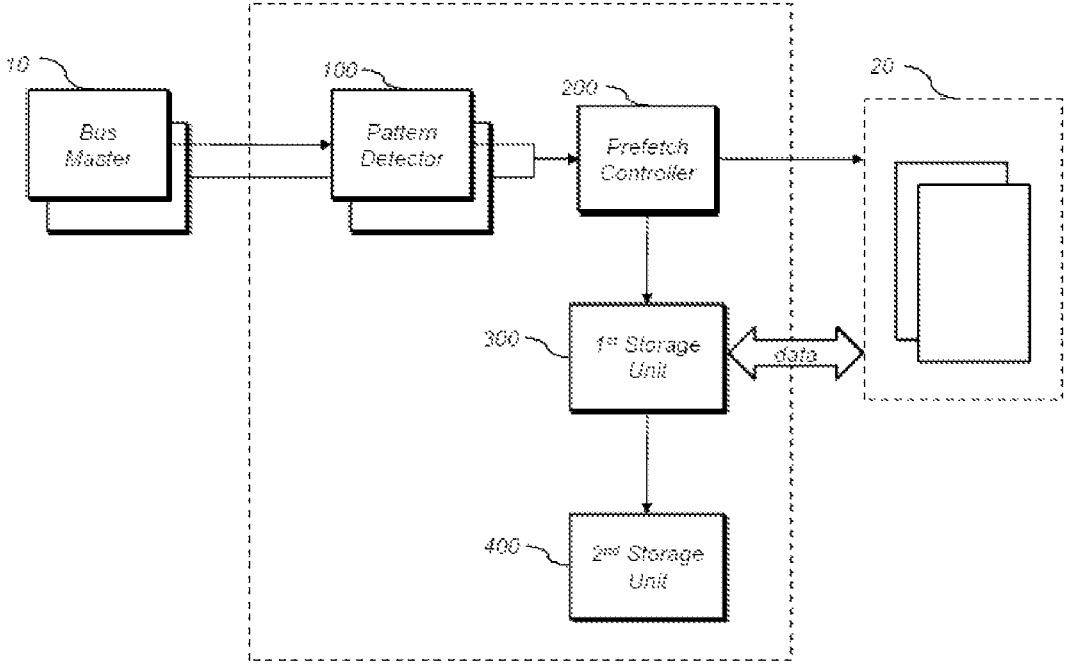 10
Bus
Master
100
Pattern
Detector
200
Prefetch
Controller
20
300
1st Storage
Unit
data
400
2nd Storage
Unit